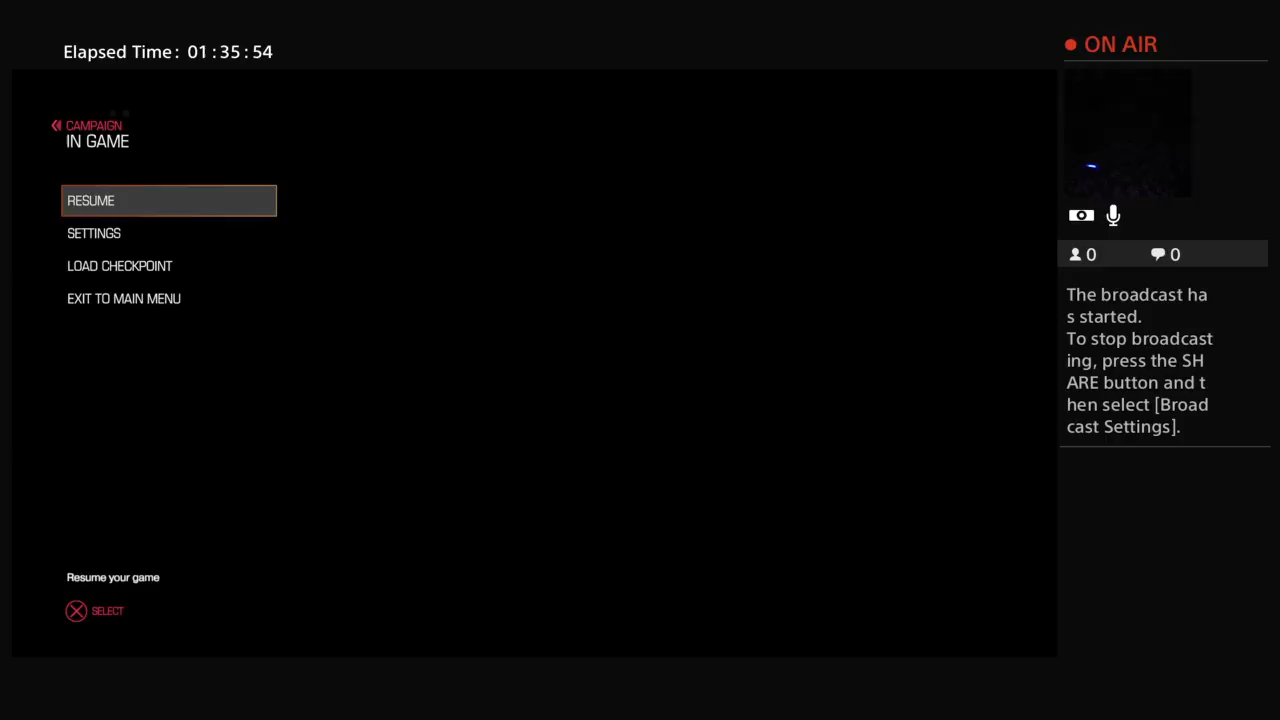 Elapsed Time: 01:35:54
ON AIR
CAMPAIGN
IN GAME
RESUME
SETTINGS
LOAD CHECKPOINT
EXIT TO MAIN MENU
Resume your game
SELECT
0 0
The broadcast ha
s started.
To stop broadcast
ing, press the SH
ARE button and t
hen select [Broad
cast Settings].